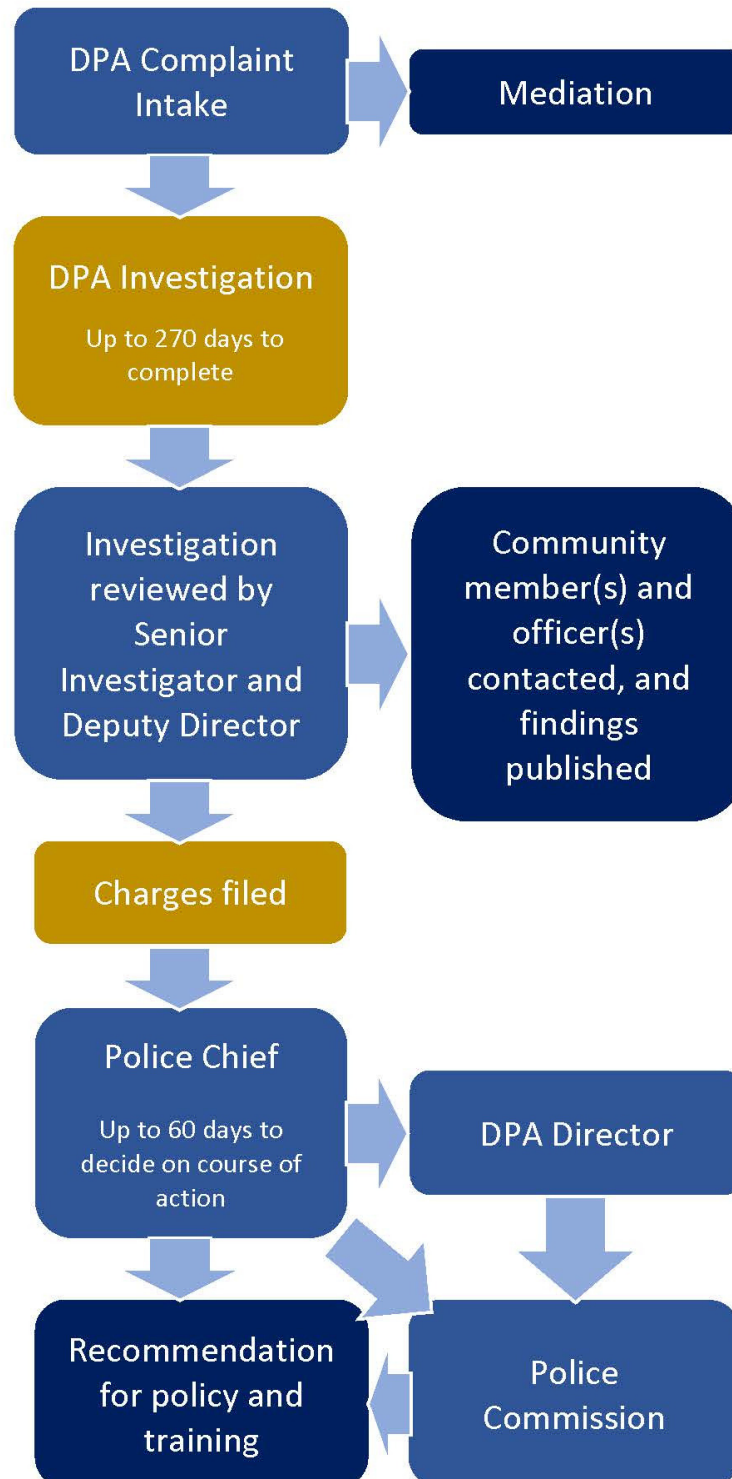 DPA Complaint
Intake
Mediation
DPA Investigation
Up to 270 days to
complete
Investigation
reviewed by
Senior
Investigator and
Deputy Director
Community
member(s) and
officer(s)
contacted, and
findings
published
Charges filed
Police Chief
Up to 60 days to
decide on course of
action
DPA Director
Recommendation
for policy and
training
Police
Commission